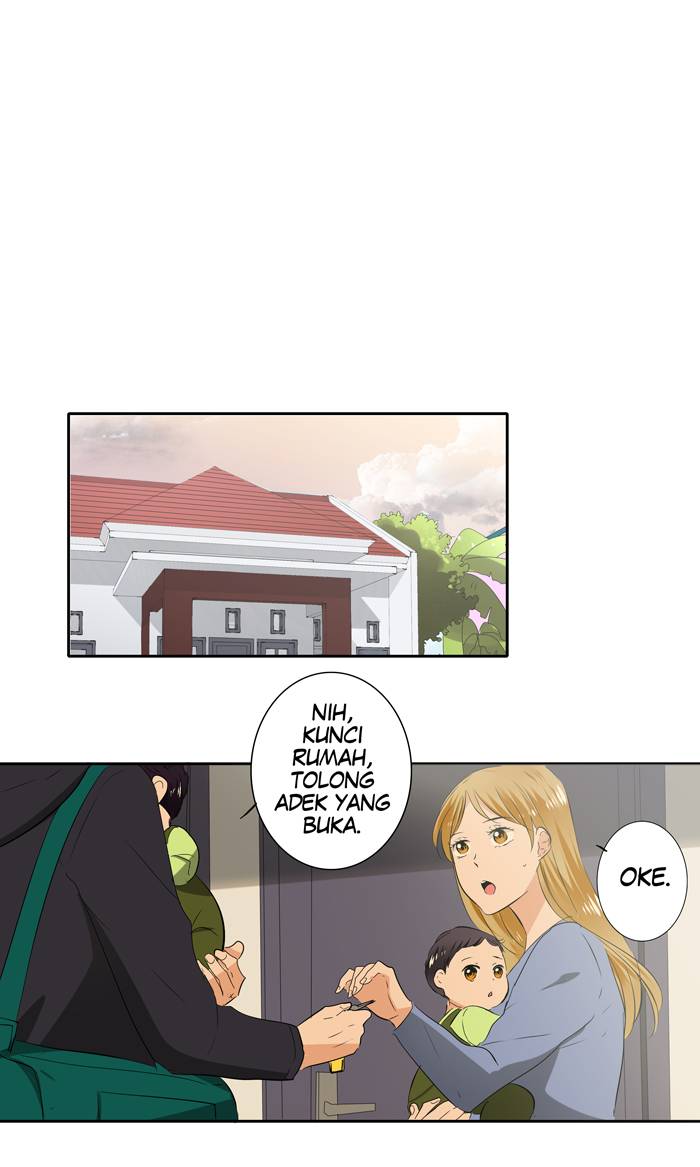 NIH,
KUNCI
RUMAH,
TOLONG
ADEK YANG
BUKA.
OKE.